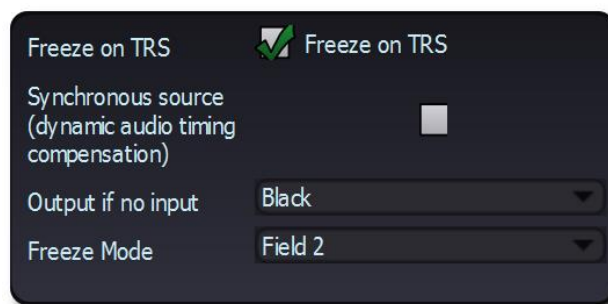 Freeze on TRS Freeze on TRS
Synchronous source
(dynamic audio timing
compensation)
Output if no input Black
Freeze Mode Field 2